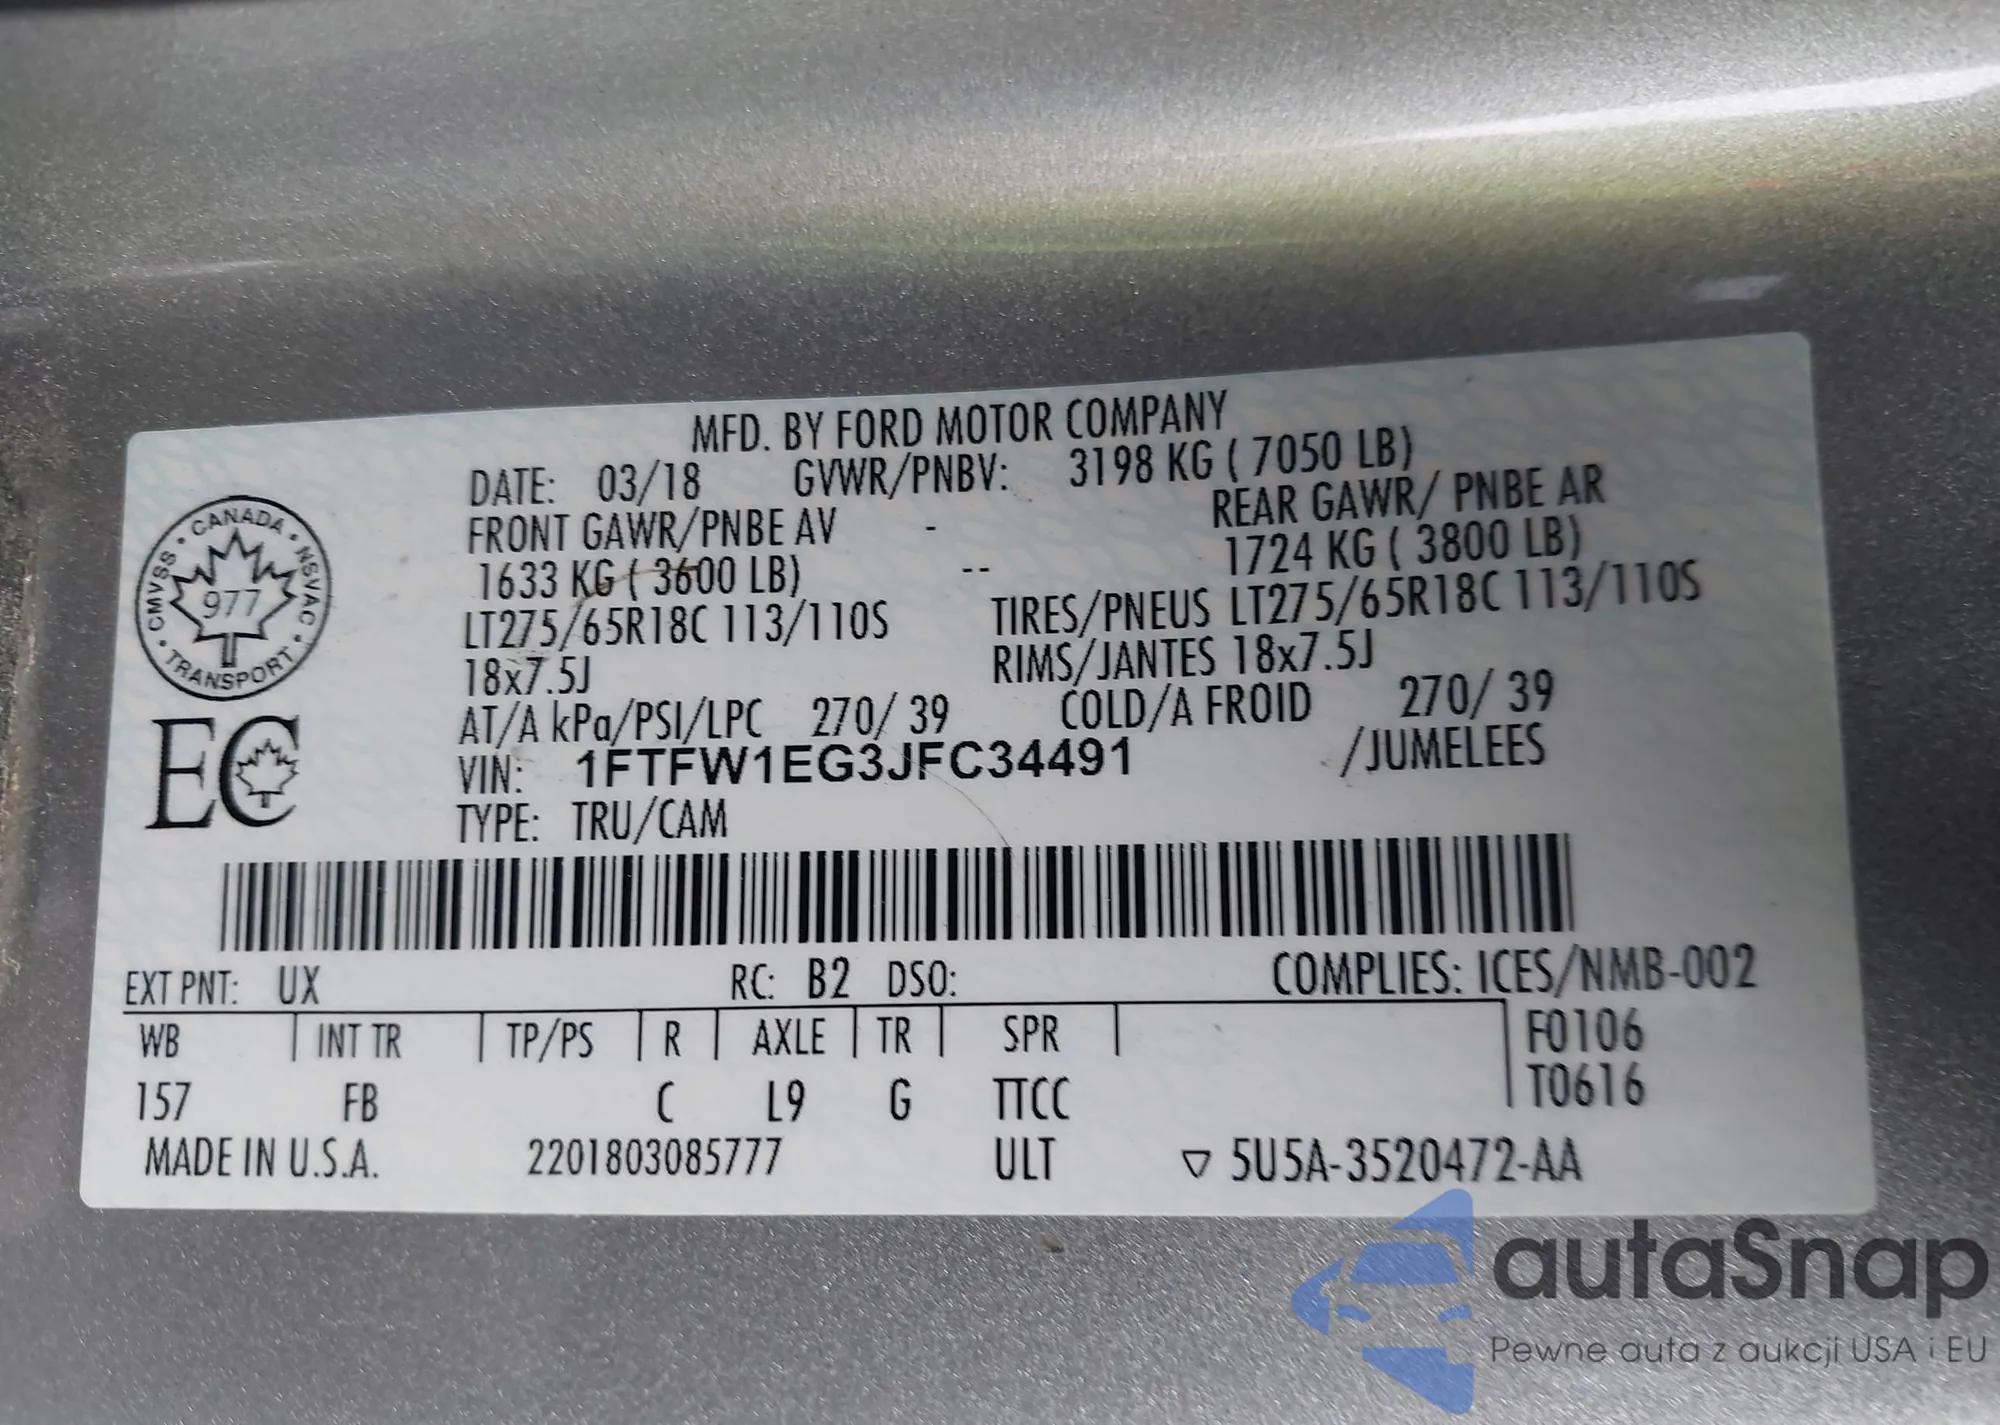 MFD. BY FORD MOTOR COMPANY
DATE: 03/18 GVWR/PNBV: 3198 KG ( 7050 LB)
FRONT GAWR/PNBE AV - REAR GAWR/ PNBE AR
1633 KG ( 3600 LB) -- 1724 KG ( 3800 LB)
LT275/65R18C 113/110S TIRES/PNEUS LT275/65R18C 113/110S
18x7.5J RIMS/JANTES 18x7.5J
AT/A kPa/PSI/LPC 270/ 39 COLD/A FROID 270/ 39
VIN: 1FTFW1EG3JFC34491 /JUMELEES
TYPE: TRU/CAM
CANADA • NSVAC • TRANSPORT • CMVSS •
977
EC
EXT PNT: UX RC: B2 DSO: COMPLIES: ICES/NMB-002
WB | INT TR | TP/PS | R | AXLE | TR | SPR | F0106
157 FB C L9 G TTCC T0616
MADE IN U.S.A. 2201803085777 ULT ▽ 5U5A-3520472-AA
autaSnap
Pewne auta z aukcji USA i EU